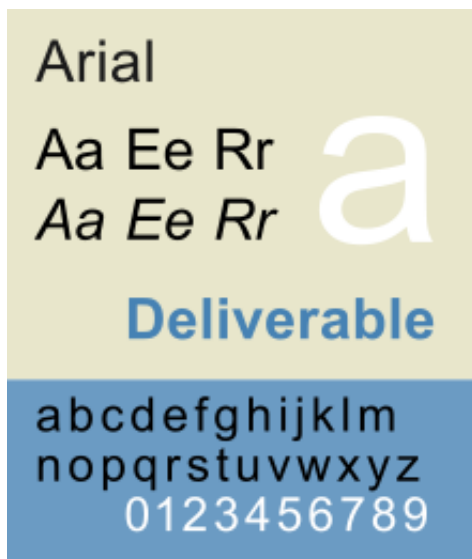 Arial
Aa Ee Rr
a
Aa Ee Rr
Deliverable
abcdefghijklm
nopqrstuvwxyz
0123456789